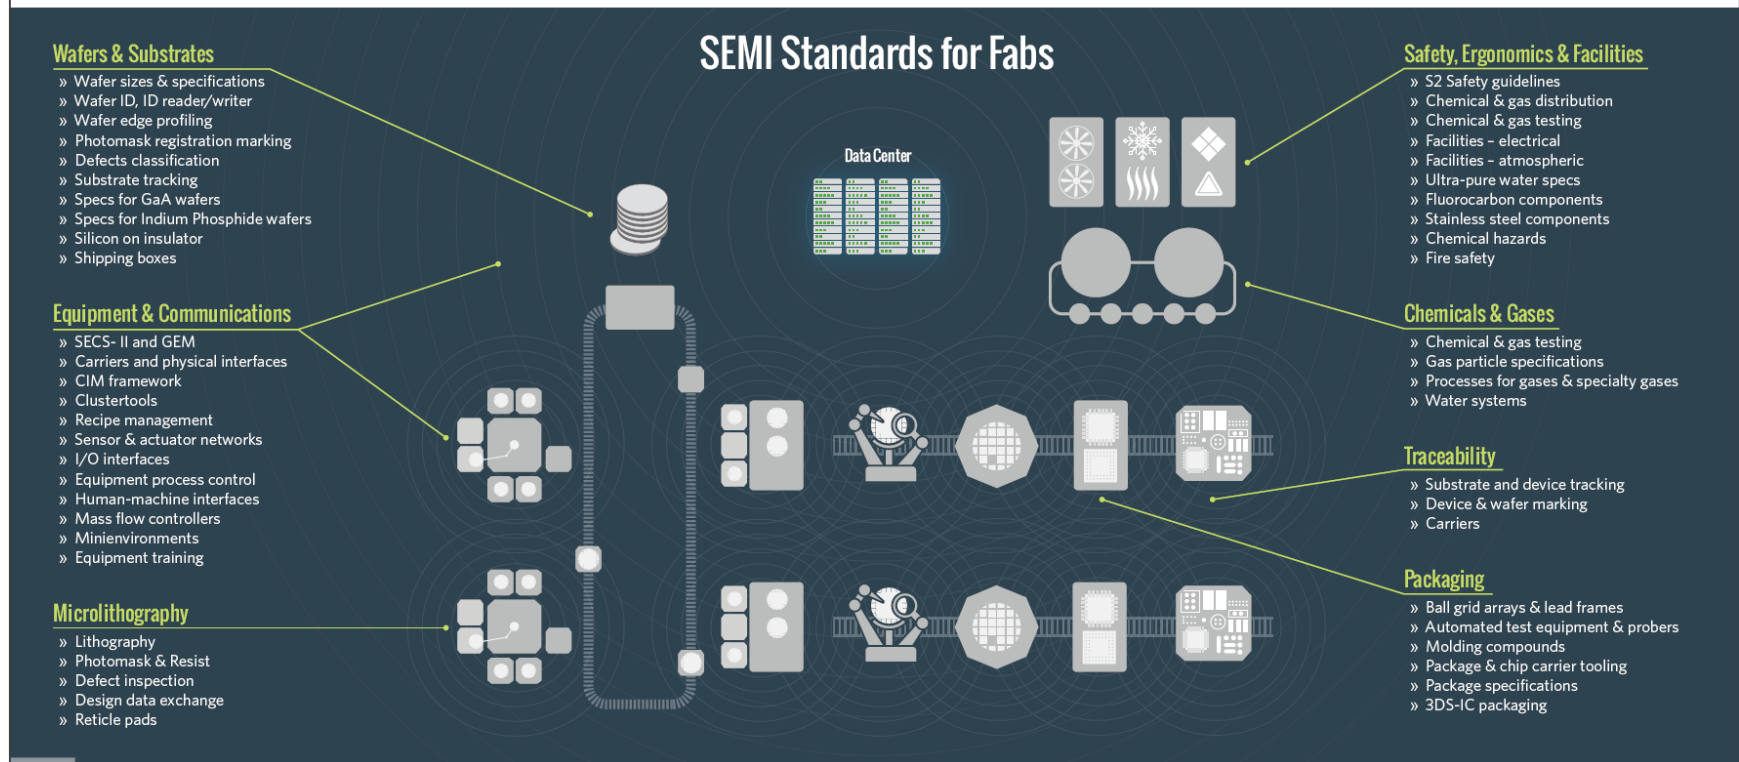 SEMI Standards for Fabs
Wafers & Substrates
» Wafer sizes & specifications
» Wafer ID, ID reader/writer
» Wafer edge profiling
» Photomask registration marking
» Defects classification
» Substrate tracking
» Specs for GaA wafers
» Specs for Indium Phosphide wafers
» Silicon on insulator
» Shipping boxes
Equipment & Communications
» SECS- II and GEM
» Carriers and physical interfaces
» CIM framework
» Clustertools
» Recipe management
» Sensor & actuator networks
» I/O interfaces
» Equipment process control
» Human-machine interfaces
» Mass flow controllers
» Minienvironments
» Equipment training
Microlithography
» Lithography
» Photomask & Resist
» Defect inspection
» Design data exchange
» Reticle pads
Data Center
Safety, Ergonomics & Facilities
» S2 Safety guidelines
» Chemical & gas distribution
» Chemical & gas testing
» Facilities – electrical
» Facilities – atmospheric
» Ultra-pure water specs
» Fluorocarbon components
» Stainless steel components
» Chemical hazards
» Fire safety
Chemicals & Gases
» Chemical & gas testing
» Gas particle specifications
» Processes for gases & specialty gases
» Water systems
Traceability
» Substrate and device tracking
» Device & wafer marking
» Carriers
Packaging
» Ball grid arrays & lead frames
» Automated test equipment & probers
» Molding compounds
» Package & chip carrier tooling
» Package specifications
» 3DS-IC packaging